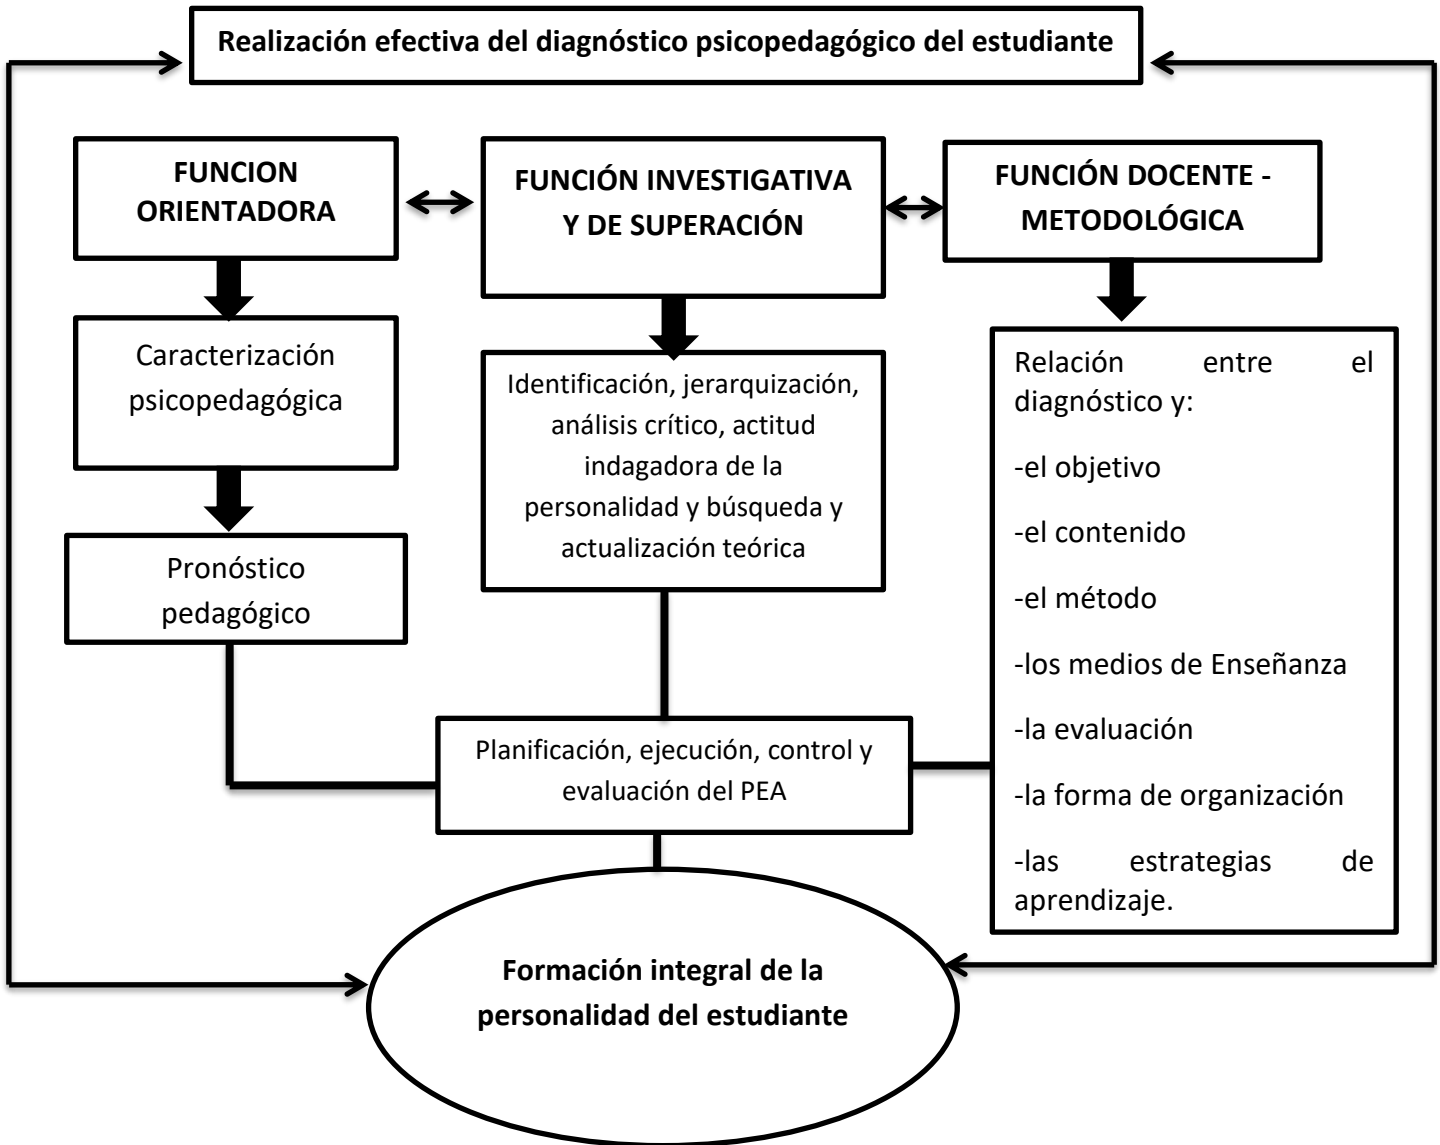 Realización efectiva del diagnóstico psicopedagógico del estudiante
FUNCION
ORIENTADORA
FUNCIÓN INVESTIGATIVA
Y DE SUPERACIÓN
FUNCIÓN DOCENTE -
METODOLÓGICA
Caracterización
psicopedagógica
Pronóstico
pedagógico
Identificación, jerarquización,
análisis crítico, actitud
indagadora de la
personalidad y búsqueda y
actualización teórica
Relación entre el
diagnóstico y:
-el objetivo
-el contenido
-el método
-los medios de Enseñanza
-la evaluación
-la forma de organización
-las estrategias de
aprendizaje.
Planificación, ejecución, control y
evaluación del PEA
Formación integral de la
personalidad del estudiante